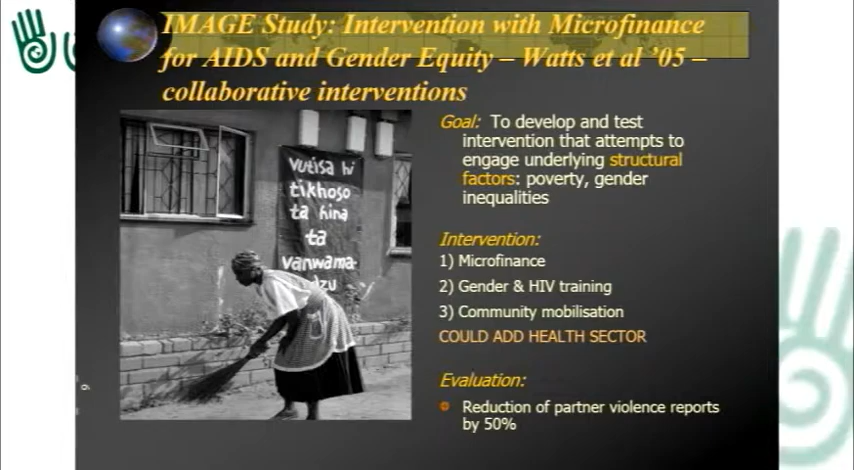 IMAGE Study: Intervention with Microfinance
for AIDS and Gender Equity – Watts et al '05 –
collaborative interventions
vutisa hi
tikhoso
ta hina
ta
vanwama-
Goal: To develop and test
intervention that attempts to
engage underlying structural
factors: poverty, gender
inequalities
Intervention:
1) Microfinance
2) Gender & HIV training
3) Community mobilisation
COULD ADD HEALTH SECTOR
Evaluation:
Reduction of partner violence reports
by 50%